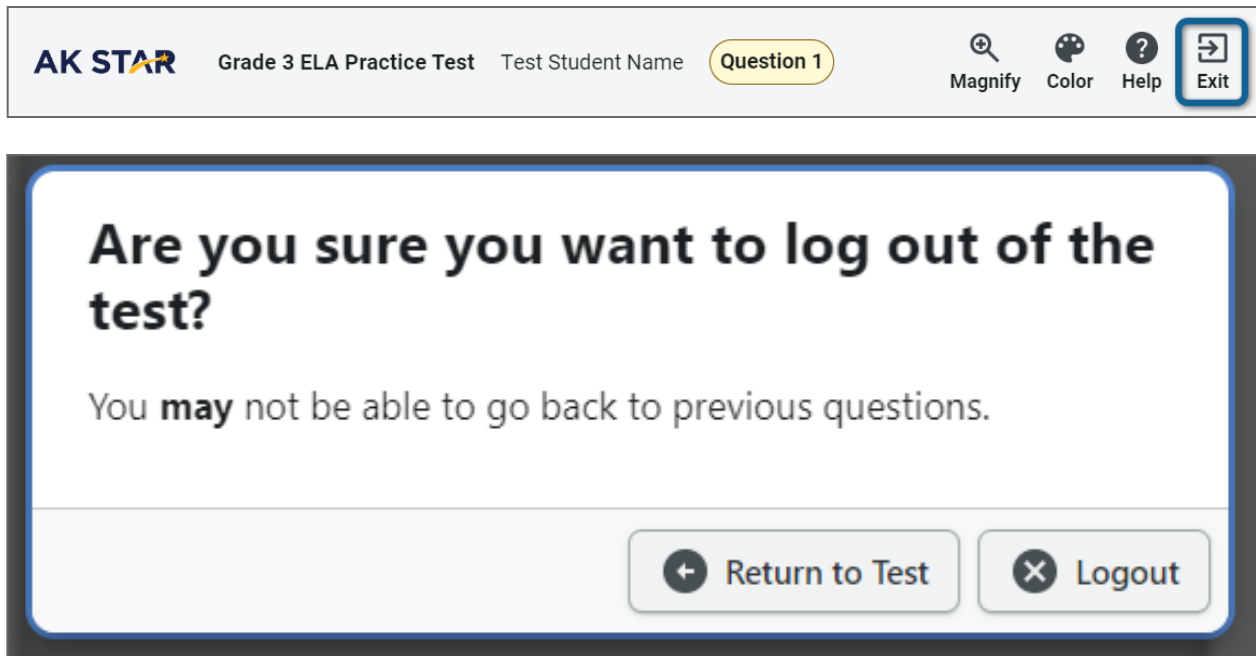 AK STAR Grade 3 ELA Practice Test Test Student Name Question 1
Magnify Color Help Exit
Are you sure you want to log out of the
test?
You may not be able to go back to previous questions.
Return to Test Logout